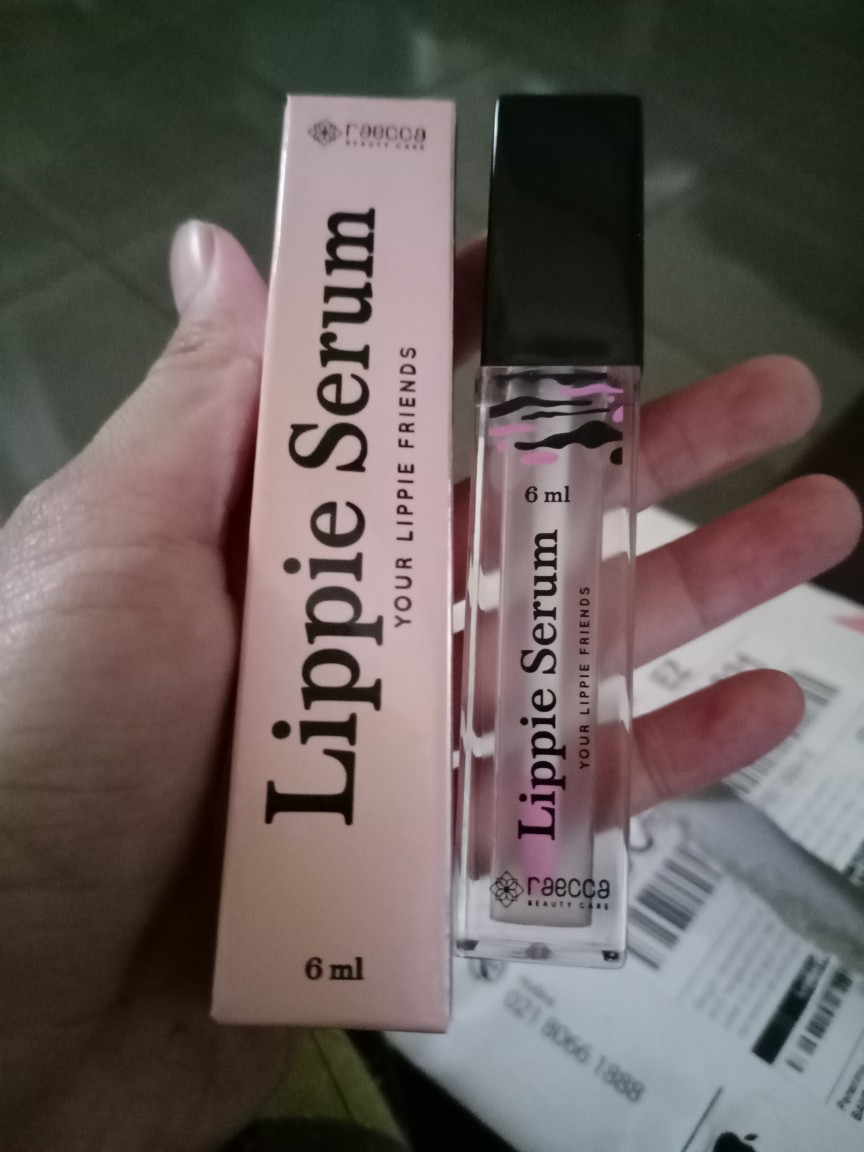 raecca
BEAUTY CARE
Lippie Serum
YOUR LIPPIE FRIENDS
6 ml
6 ml
Lippie Serum
YOUR LIPPIE FRIENDS
raecca
BEAUTY CARE
EZ
021 8066 1888